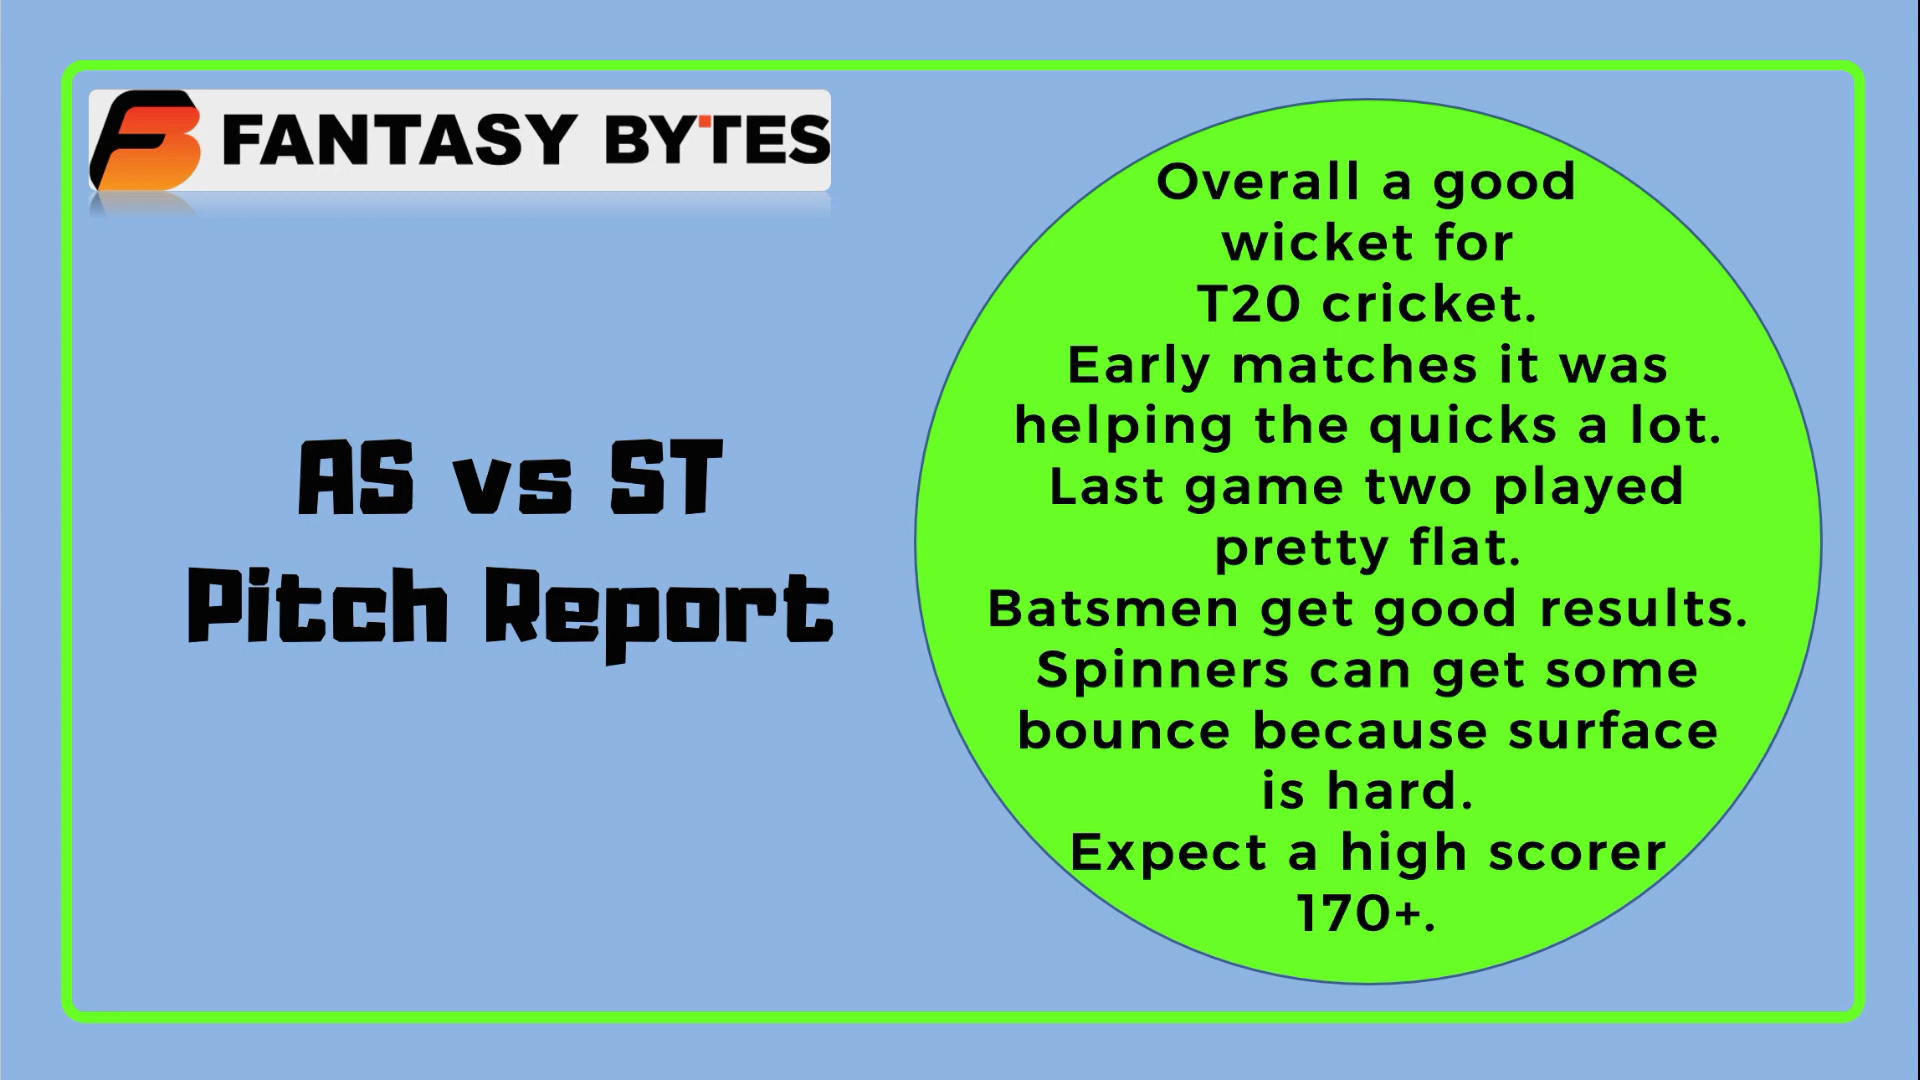 FANTASY BYTES
AS vs ST
Pitch Report
Overall a good
wicket for
T20 cricket.
Early matches it was
helping the quicks a lot.
Last game two played
pretty flat.
Batsmen get good results.
Spinners can get some
bounce because surface
is hard.
Expect a high scorer
170+.